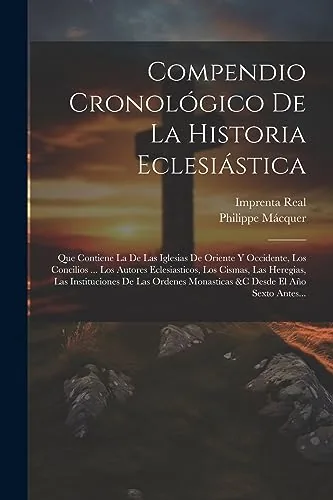 Compendio
Cronológico De
La Historia
Eclesiástica
Imprenta Real
Philippe Mácquer
Que Contiene La De Las Iglesias De Oriente Y Occidente, Los
Concilios ... Los Autores Eclesiasticos, Los Cismas, Las Heregias,
Las Instituciones De Las Ordenes Monasticas &C Desde El Año
Sexto Antes...